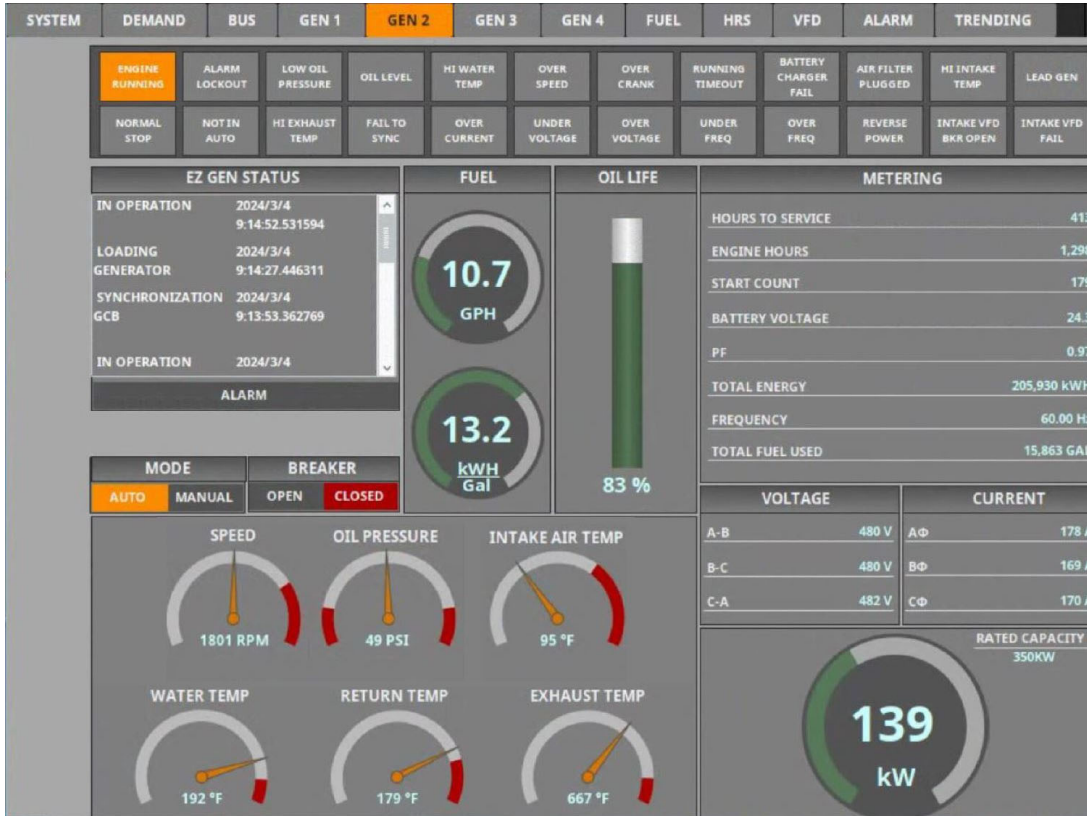 SYSTEM DEMAND BUS GEN 1 GEN 2 GEN 3 GEN 4 FUEL HRS VFD ALARM TRENDING
ENGINE RUNNING
ALARM LOCKOUT
LOW OIL PRESSURE
OIL LEVEL
HI WATER TEMP
OVER SPEED
OVER CRANK
RUNNING TIMEOUT
BATTERY CHARGER FAIL
AIR FILTER PLUGGED
HI INTAKE TEMP
LEAD GEN
NORMAL STOP
NOT IN AUTO
HI EXHAUST TEMP
FAIL TO SYNC
OVER CURRENT
UNDER VOLTAGE
OVER VOLTAGE
UNDER FREQ
OVER FREQ
REVERSE POWER
INTAKE VFD BKR OPEN
INTAKE VFD FAIL
EZ GEN STATUS
IN OPERATION 2024/3/4
9:14:52.531594
LOADING 2024/3/4
GENERATOR 9:14:27.446311
SYNCHRONIZATION 2024/3/4
GCB 9:13:53.362769
IN OPERATION 2024/3/4
ALARM
MODE
AUTO MANUAL
BREAKER
OPEN CLOSED
FUEL
10.7
GPH
13.2
kWH
Gal
OIL LIFE
83 %
METERING
HOURS TO SERVICE
ENGINE HOURS 1,298
START COUNT 179
BATTERY VOLTAGE 24.
PF 0.97
TOTAL ENERGY 205,930 kWH
FREQUENCY 60.00 Hz
TOTAL FUEL USED 15,863 GAL
VOLTAGE
A-B 480 V
B-C 480 V
C-A 482 V
CURRENT
AΦ 178
BΦ 169
CΦ 170
SPEED
1801 RPM
OIL PRESSURE
49 PSI
INTAKE AIR TEMP
95 °F
WATER TEMP
192 °F
RETURN TEMP
179 °F
EXHAUST TEMP
667 °F
RATED CAPACITY
350KW
139
kW